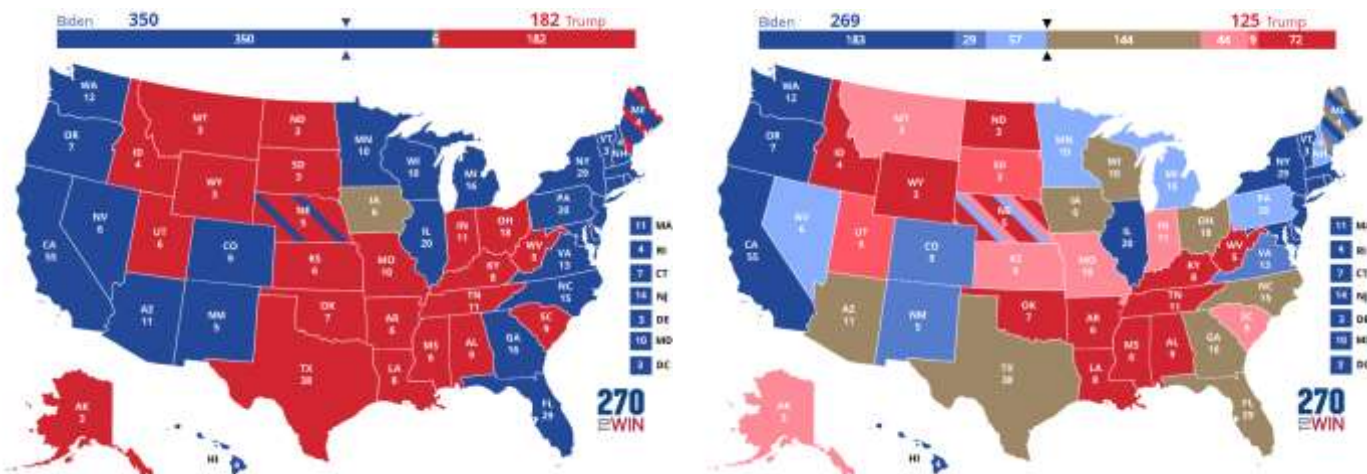 Biden 350
182 Trump
350 6 182
WA
12
OR
7
CA
55
NV
6
ID
4
MT
3
WY
3
UT
6
CO
9
AZ
11
NM
5
ND
3
SD
3
NE
5
KS
6
OK
7
TX
38
MN
10
IA
6
MO
10
AR
6
LA
8
WI
10
IL
20
MI
16
IN
11
OH
18
KY
8
TN
11
MS
6
AL
9
GA
16
FL
29
SC
9
NC
15
VA
13
WV
5
PA
20
NY
29
VT
3
NH
ME
11 MA
4 RI
7 CT
14 NJ
3 DE
10 MD
3 DC
AK
3
HI
270
TO WIN
Biden 269
125 Trump
183 29 57 144 44 9 72
WA
12
OR
7
CA
55
NV
6
ID
4
MT
3
WY
3
UT
6
CO
9
AZ
11
NM
5
ND
3
SD
3
NE
5
KS
6
OK
7
TX
38
MN
10
IA
6
MO
10
AR
6
LA
8
WI
10
IL
20
MI
16
IN
11
OH
18
KY
8
TN
11
MS
6
AL
9
GA
16
FL
29
SC
9
NC
15
VA
13
WV
5
PA
20
NY
29
VT
3
NH
ME
11
4
7
14
3
10
3
AK
3
HI
270
TO WIN